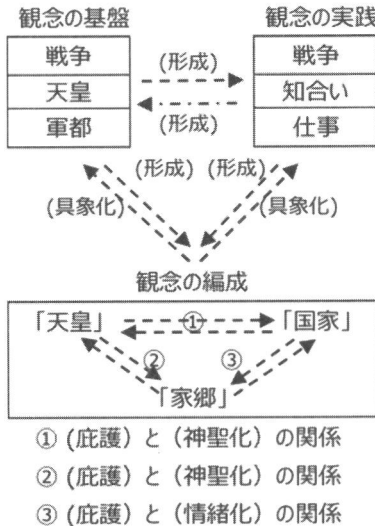 観念の基盤
観念の実践
戦争
天皇
軍都
(形成)
(形成)
戦争
知合い
仕事
(形成) (形成)
(具象化)
(具象化)
観念の編成
「天皇」
①
「国家」
②
③
「家郷」
① (庇護) と (神聖化) の関係
② (庇護) と (神聖化) の関係
③ (庇護) と (情緒化) の関係